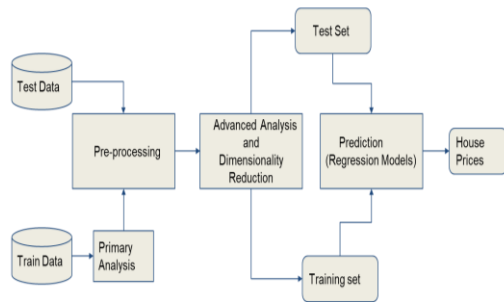 Test Set
Test Data
Pre-processing
Advanced Analysis
and
Dimensionality
Reduction
Prediction
(Regression Models)
House
Prices
Train Data
Primary
Analysis
Training set